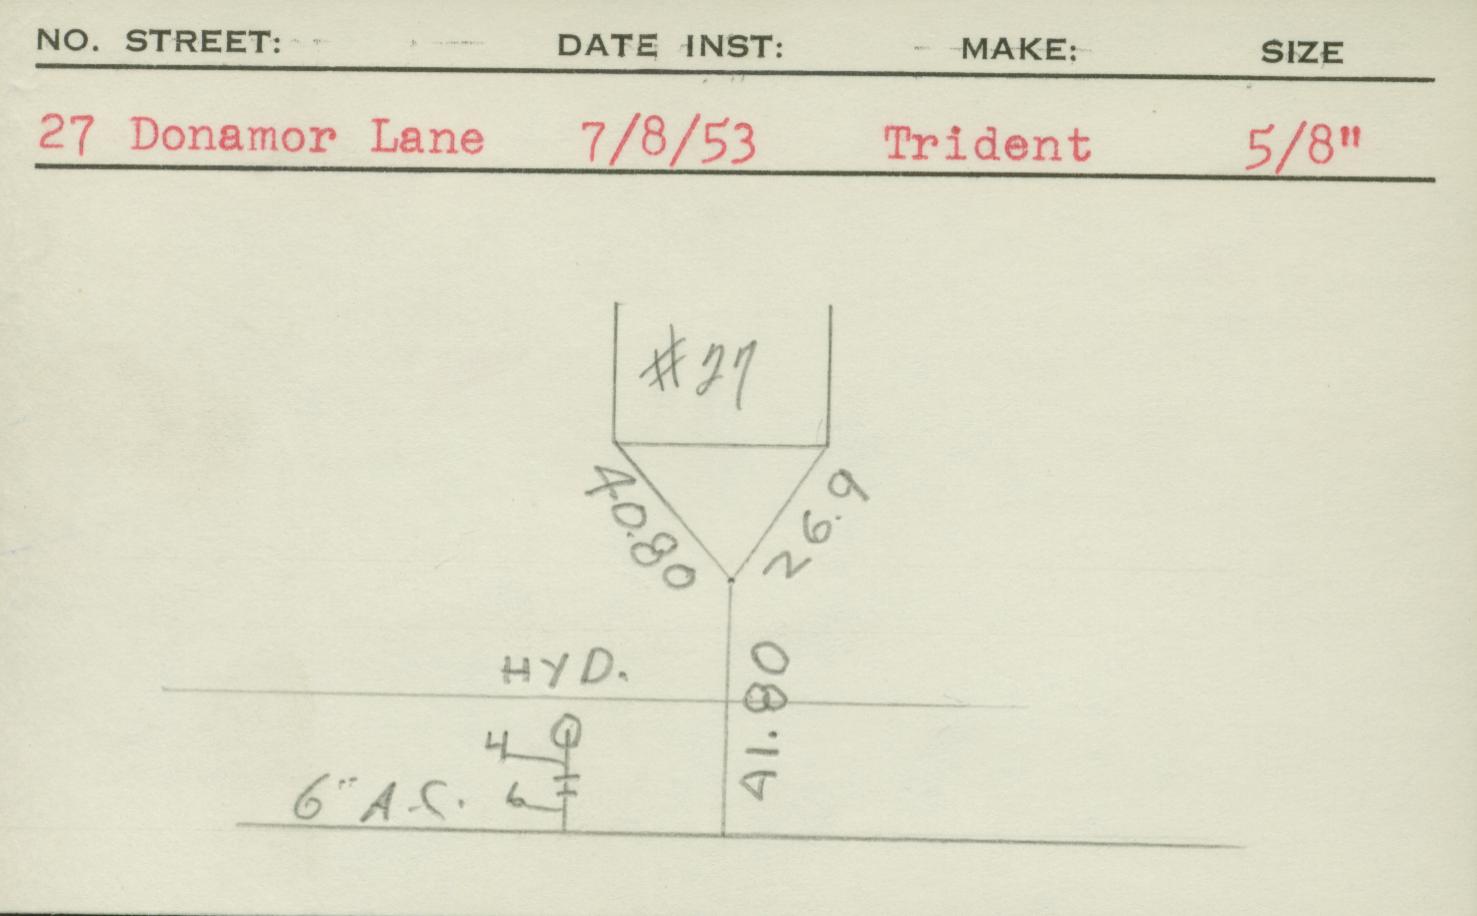 NO. STREET: DATE INST: MAKE: SIZE
27 Donamor Lane 7/8/53 Trident 5/8"
#27
40.80
26.9
HYD.
41.80
4
6" A.C.
6